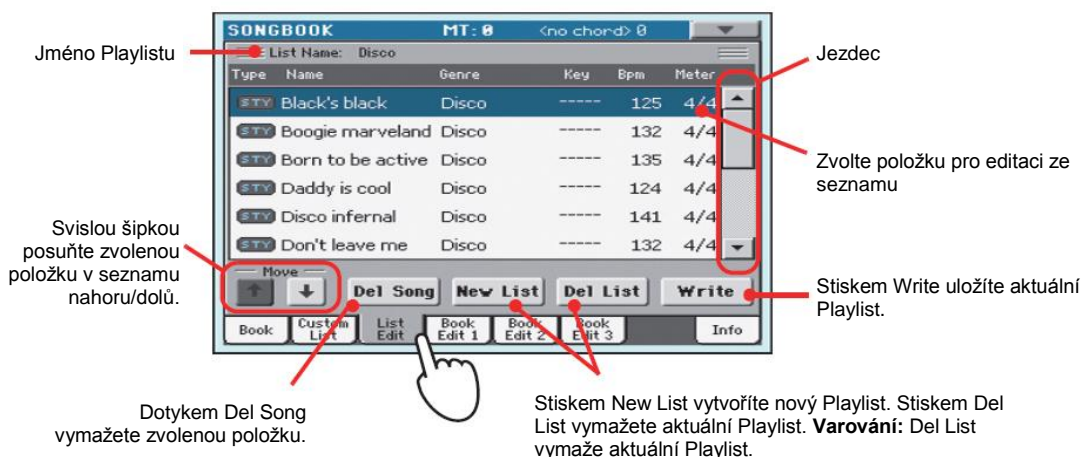 SONGBOOK MT: 0 <no chord> 0
Jméno Playlistu
List Name: Disco
Jezdec
Type Name Genre Key Bpm Meter
STY Black's black Disco ----- 125 4/4
STY Boogie marveland Disco ----- 132 4/4
STY Born to be active Disco ----- 135 4/4
STY Daddy is cool Disco ----- 124 4/4
STY Disco infernal Disco ----- 141 4/4
STY Don't leave me Disco ----- 132 4/4
Zvolte položku pro editaci ze
seznamu
Svislou šipkou
posuňte zvolenou
položku v seznamu
nahoru/dolů.
Move
Del Song New List Del List Write
Stiskem Write uložíte aktuální
Playlist.
Book Custom List List Edit Book Edit 1 Book Edit 2 Book Edit 3 Info
Dotykem Del Song
vymažete zvolenou položku.
Stiskem New List vytvoříte nový Playlist. Stiskem Del
List vymažete aktuální Playlist. Varování: Del List
vymaže aktuální Playlist.